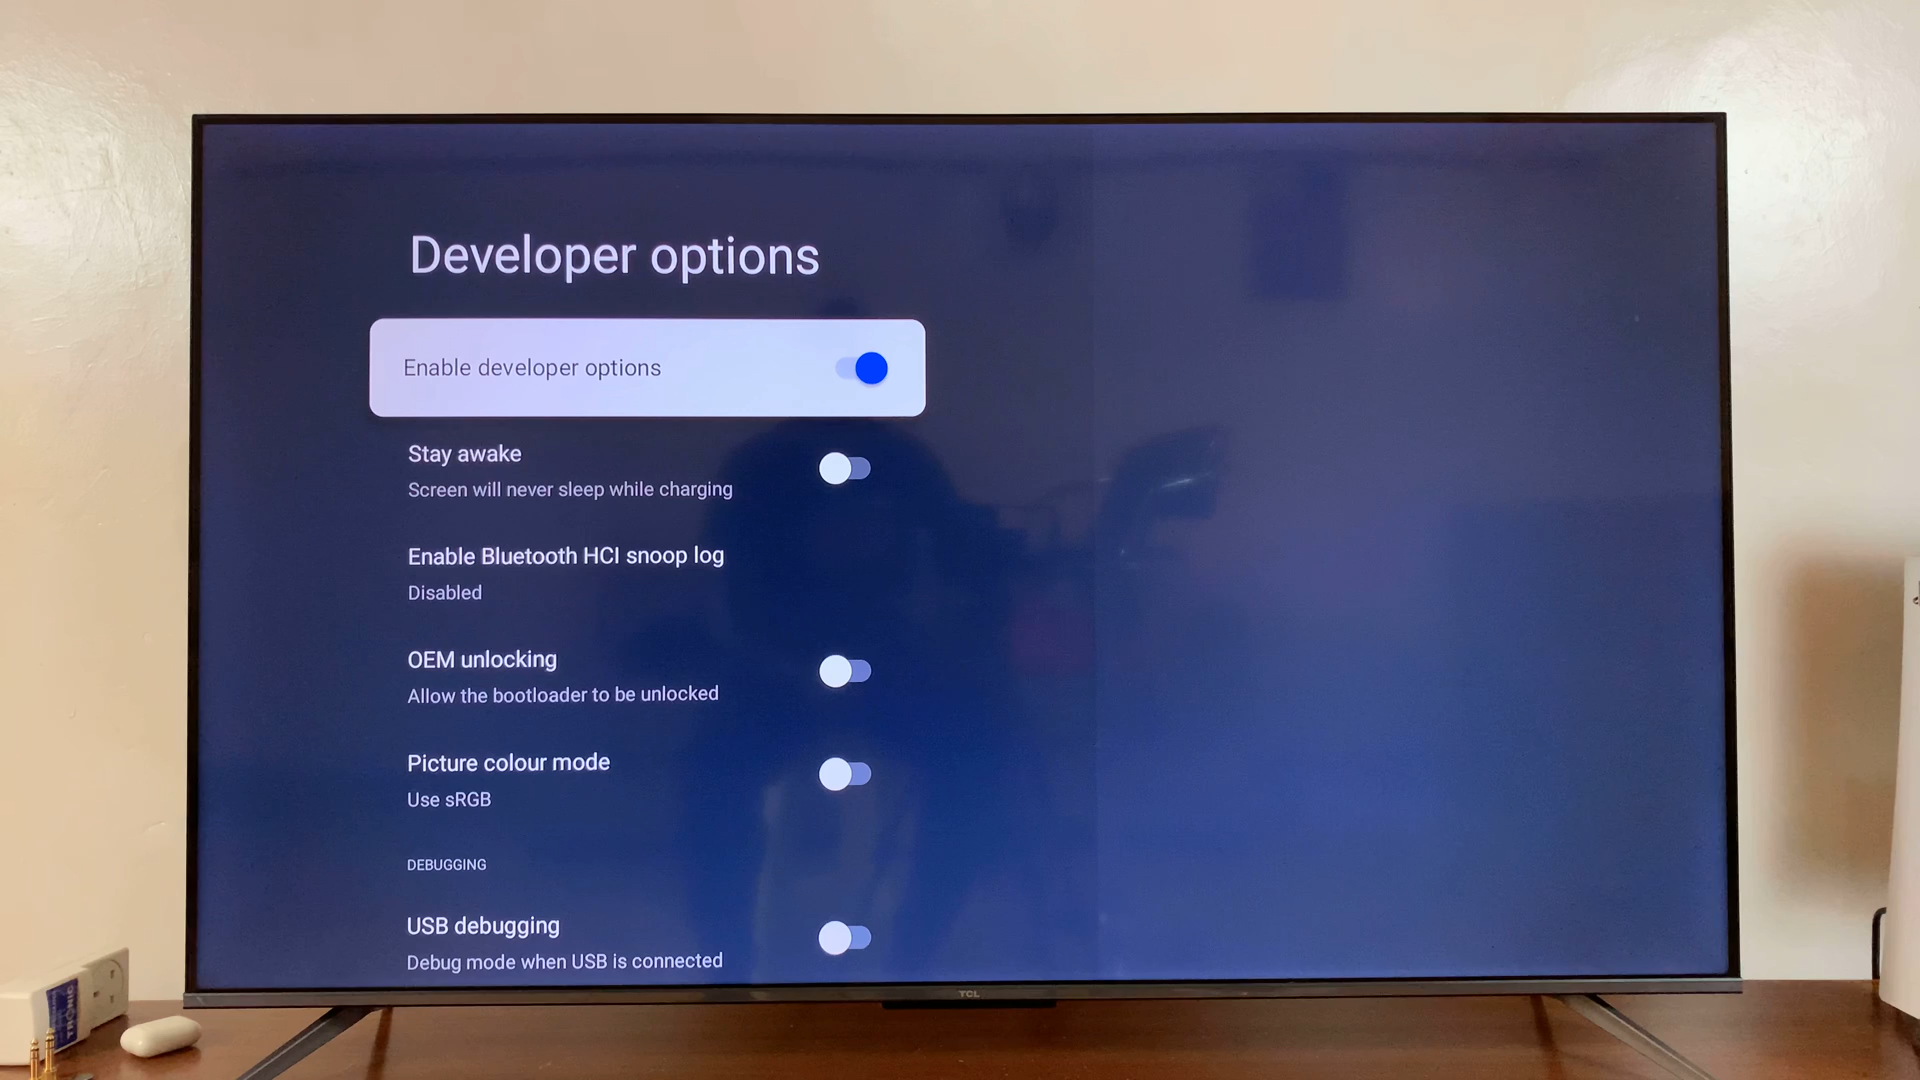 Developer options
Enable developer options
Stay awake
Screen will never sleep while charging
Enable Bluetooth HCI snoop log
Disabled
OEM unlocking
Allow the bootloader to be unlocked
Picture colour mode
Use sRGB
DEBUGGING
USB debugging
Debug mode when USB is connected
TCL
TRONIC